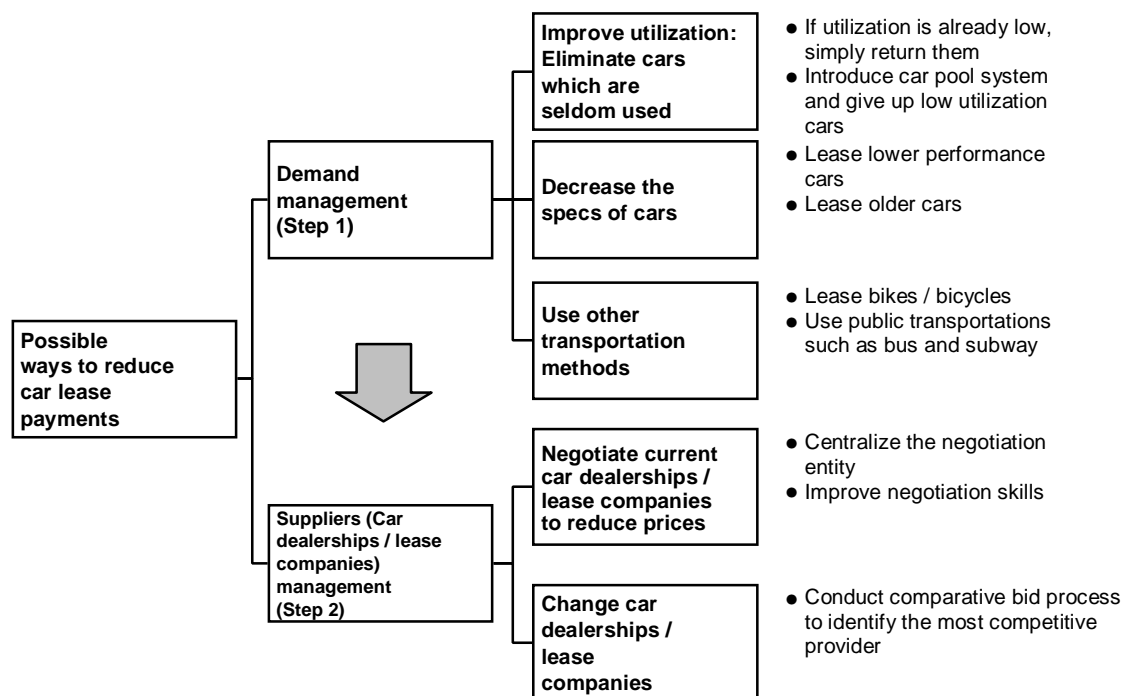 Possible
ways to reduce
car lease
payments
Demand
management
(Step 1)
Improve utilization:
Eliminate cars
which are
seldom used
● If utilization is already low,
simply return them
● Introduce car pool system
and give up low utilization
cars
Decrease the
specs of cars
● Lease lower performance
cars
● Lease older cars
Use other
transportation
methods
● Lease bikes / bicycles
● Use public transportations
such as bus and subway
Suppliers (Car
dealerships / lease
companies)
management
(Step 2)
Negotiate current
car dealerships /
lease companies
to reduce prices
● Centralize the negotiation
entity
● Improve negotiation skills
Change car
dealerships /
lease
companies
● Conduct comparative bid process
to identify the most competitive
provider